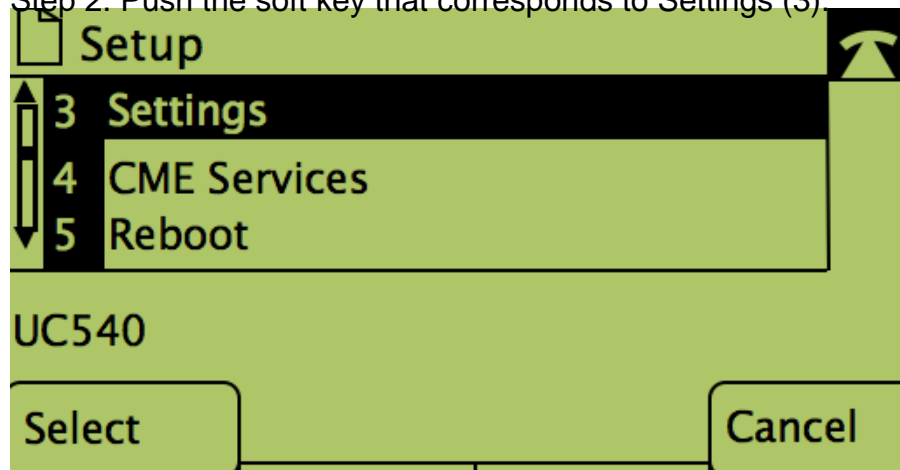 Step 2. Push the soft key that corresponds to Settings (3).
Setup
3 Settings
4 CME Services
5 Reboot
UC540
Select Cancel